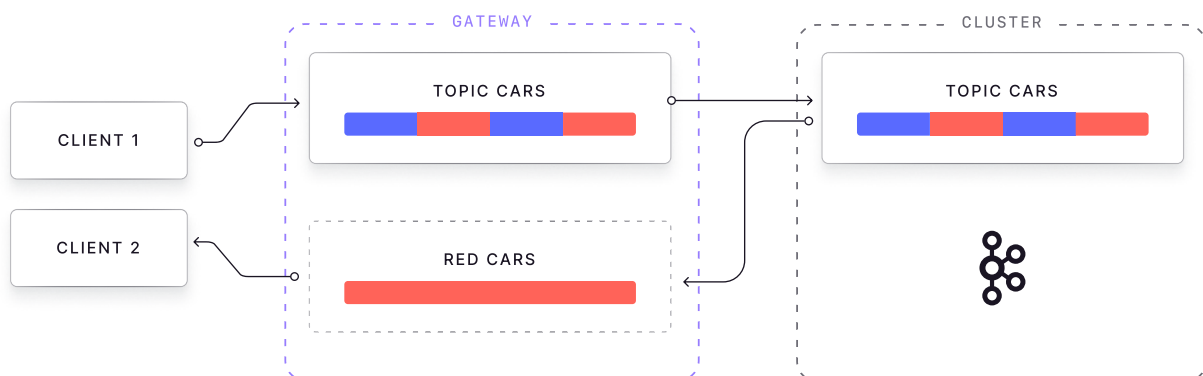 GATEWAY
CLUSTER
TOPIC CARS
TOPIC CARS
CLIENT 1
CLIENT 2
RED CARS